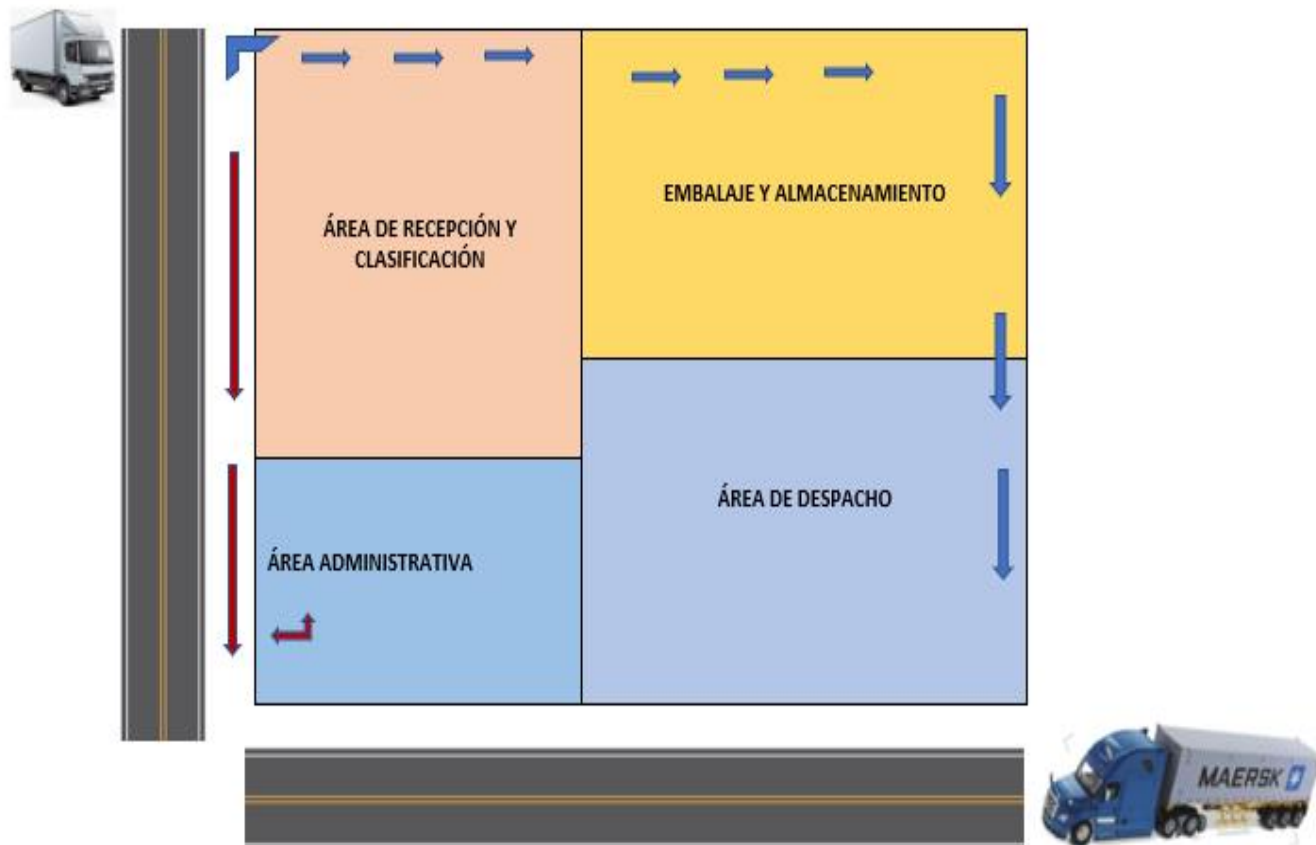 EMBALAJE Y ALMACENAMIENTO
ÁREA DE RECEPCIÓN Y
CLASIFICACIÓN
ÁREA DE DESPACHO
ÁREA ADMINISTRATIVA
MAERSK